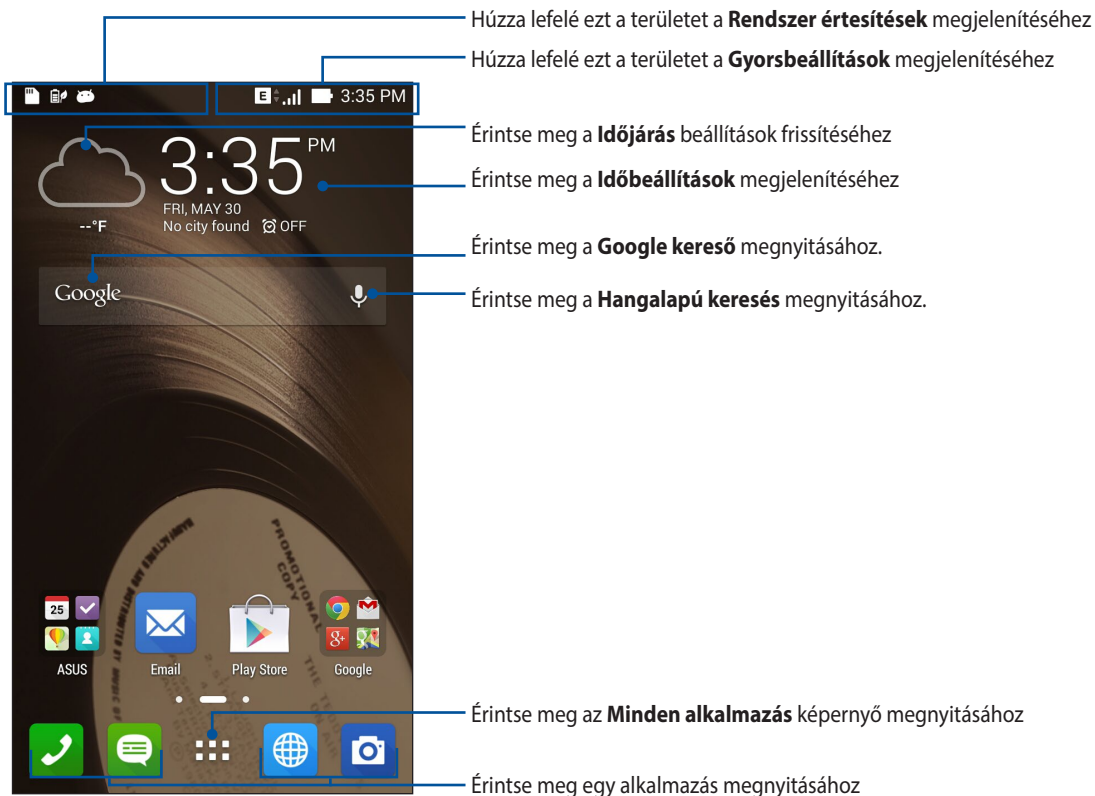 Húzza lefelé ezt a területet a Rendszer értesítések megjelenítéséhez
Húzza lefelé ezt a területet a Gyorsbeállítások megjelenítéséhez
E 3:35 PM
Érintse meg a Időjárás beállítások frissítéséhez
3:35 PM
Érintse meg a Időbeállítások megjelenítéséhez
FRI, MAY 30
--°F No city found OFF
Érintse meg a Google kereső megnyitásához.
Google
Érintse meg a Hangalapú keresés megnyitásához.
PROMOTIONAL
COPY
25
8+
ASUS Email Play Store Google
Érintse meg az Minden alkalmazás képernyő megnyitásához
Érintse meg egy alkalmazás megnyitásához